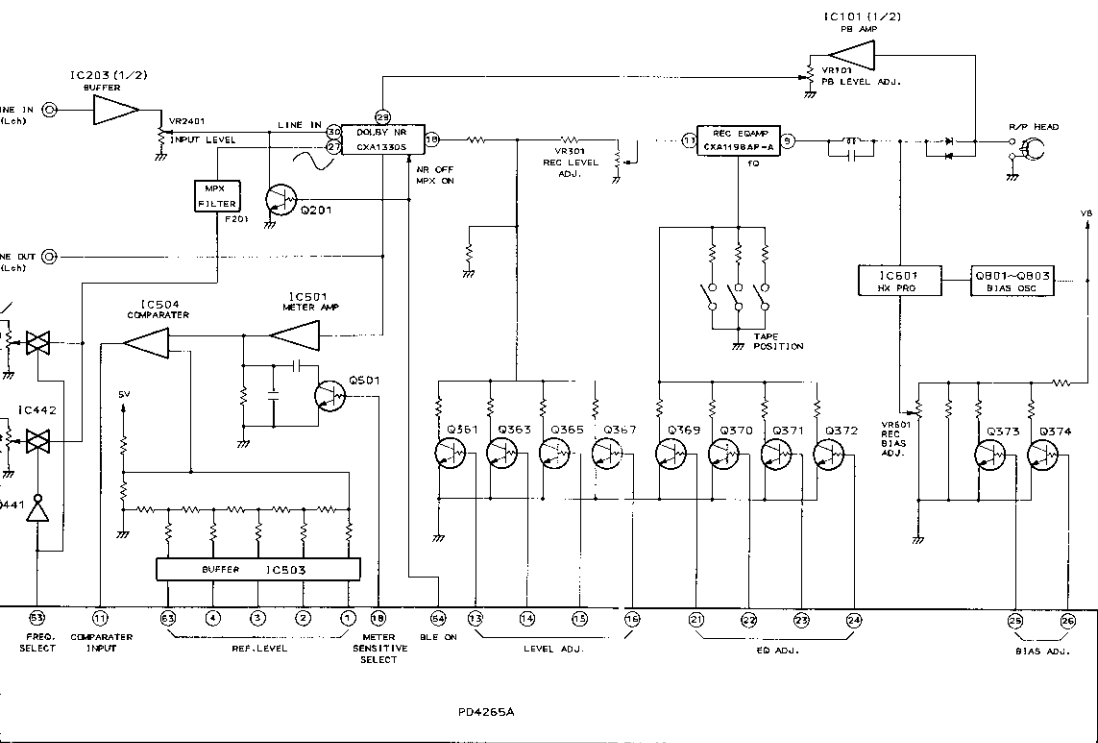 IC101 (1/2)
PB AMP
VR101
PB LEVEL ADJ.
IC203 (1/2)
BUFFER
INE IN
(Lch)
VR2401
INPUT LEVEL
LINE IN
29
30
27
DOLBY NR
CXA1330S
18
NR OFF
MPX ON
VR301
REC LEVEL
ADJ.
11
REC EQAMP
CXA1198AP-A
9
R/P HEAD
MPX
FILTER
F201
Q201
NE OUT
(Lch)
VB
IC601
HX PRO
Q801~Q803
BIAS OSC
IC504
COMPARATER
IC501
METER AMP
TAPE
POSITION
Q501
5V
IC442
Q361
Q363
Q365
Q367
Q369
Q370
Q371
Q372
VR601
REC
BIAS
ADJ.
Q373
Q374
441
BUFFER IC503
53
11
63
4
3
2
1
18
64
13
14
15
16
21
22
23
24
25
26
FREQ.
SELECT
COMPARATER
INPUT
REF.LEVEL
METER
SENSITIVE
SELECT
BLE ON
LEVEL ADJ.
EQ ADJ.
BIAS ADJ.
PD4265A